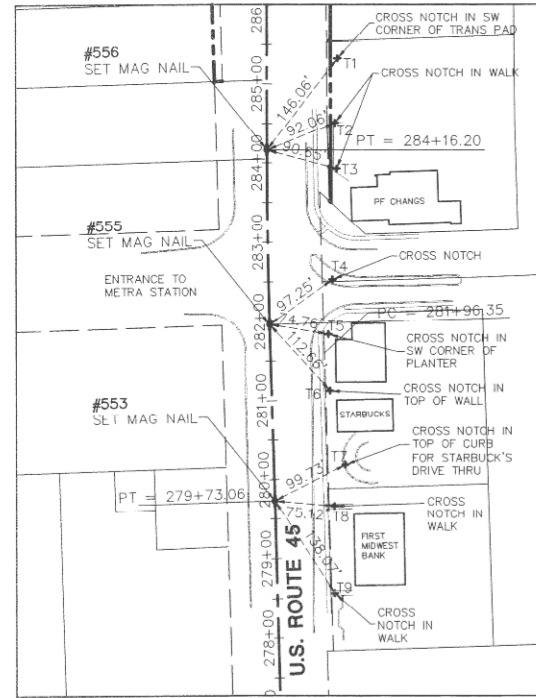 CROSS NOTCH IN SW
CORNER OF TRANS PAD
T1
CROSS NOTCH IN WALK
#556
SET MAG NAIL
286
285+00
146.06'
92.06'
T2
PT = 284+16.20
90.55'
T3
284+00
PF CHANGS
#555
SET MAG NAIL
283+00
CROSS NOTCH
T4
ENTRANCE TO
METRA STATION
97.25'
282+00
PC = 281+96.35
74.76'
T5
CROSS NOTCH IN
SW CORNER OF
PLANTER
112.66'
T6
CROSS NOTCH IN
TOP OF WALL
281+00
STARBUCKS
#553
SET MAG NAIL
CROSS NOTCH IN
TOP OF CURB
FOR STARBUCK'S
DRIVE THRU
T7
99.73'
280+00
PT = 279+73.06
75.12'
T8
CROSS
NOTCH IN
WALK
FIRST
MIDWEST
BANK
138.07'
279+00
U.S. ROUTE 45
T9
CROSS
NOTCH IN
WALK
278+00
0